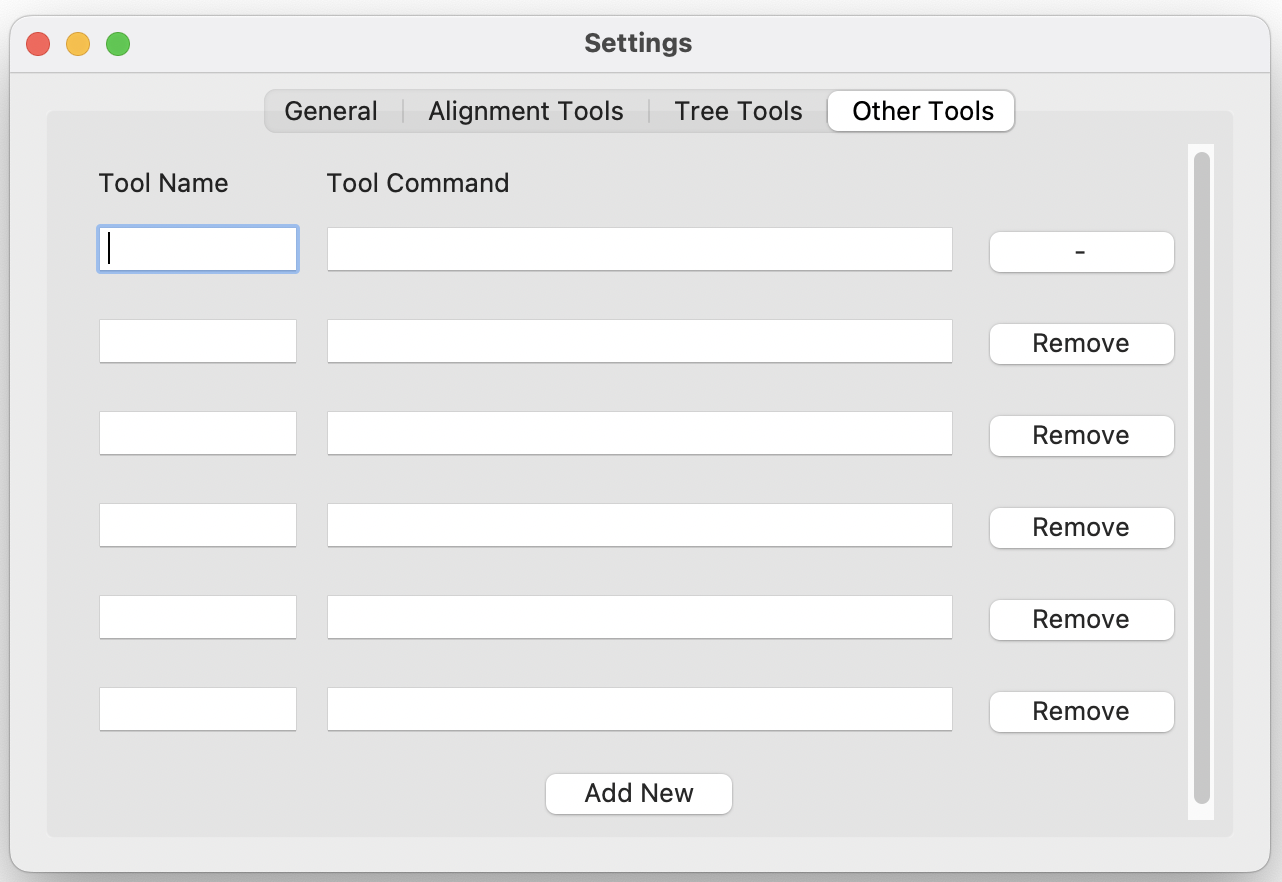 Settings
General Alignment Tools Tree Tools Other Tools
Tool Name Tool Command
-
Remove
Remove
Remove
Remove
Remove
Add New